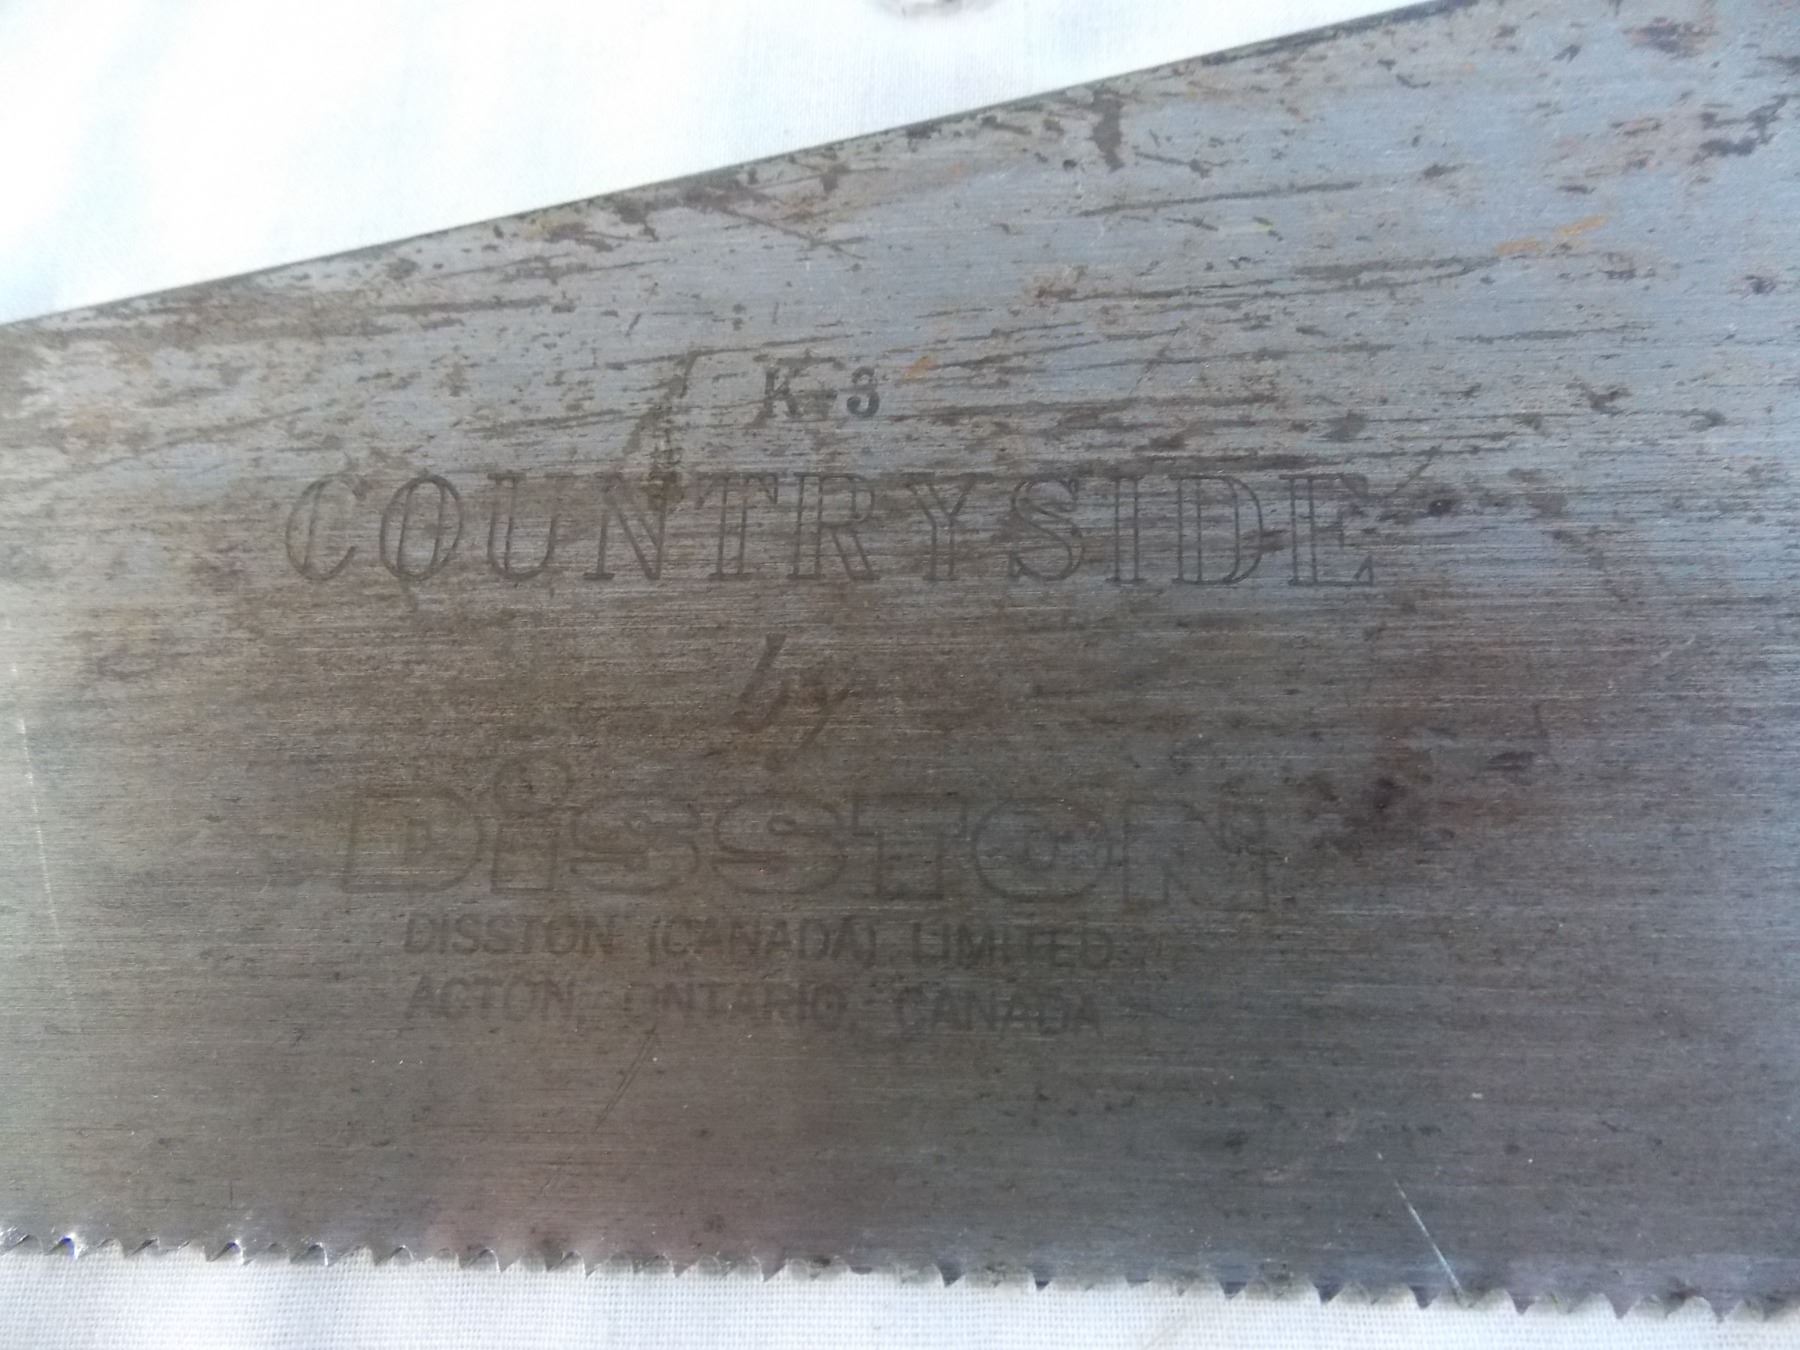 K-3
COUNTRYSIDE
by
DiSSTON
DISSTON (CANADA) LIMITED
ACTON, ONTARIO, CANADA